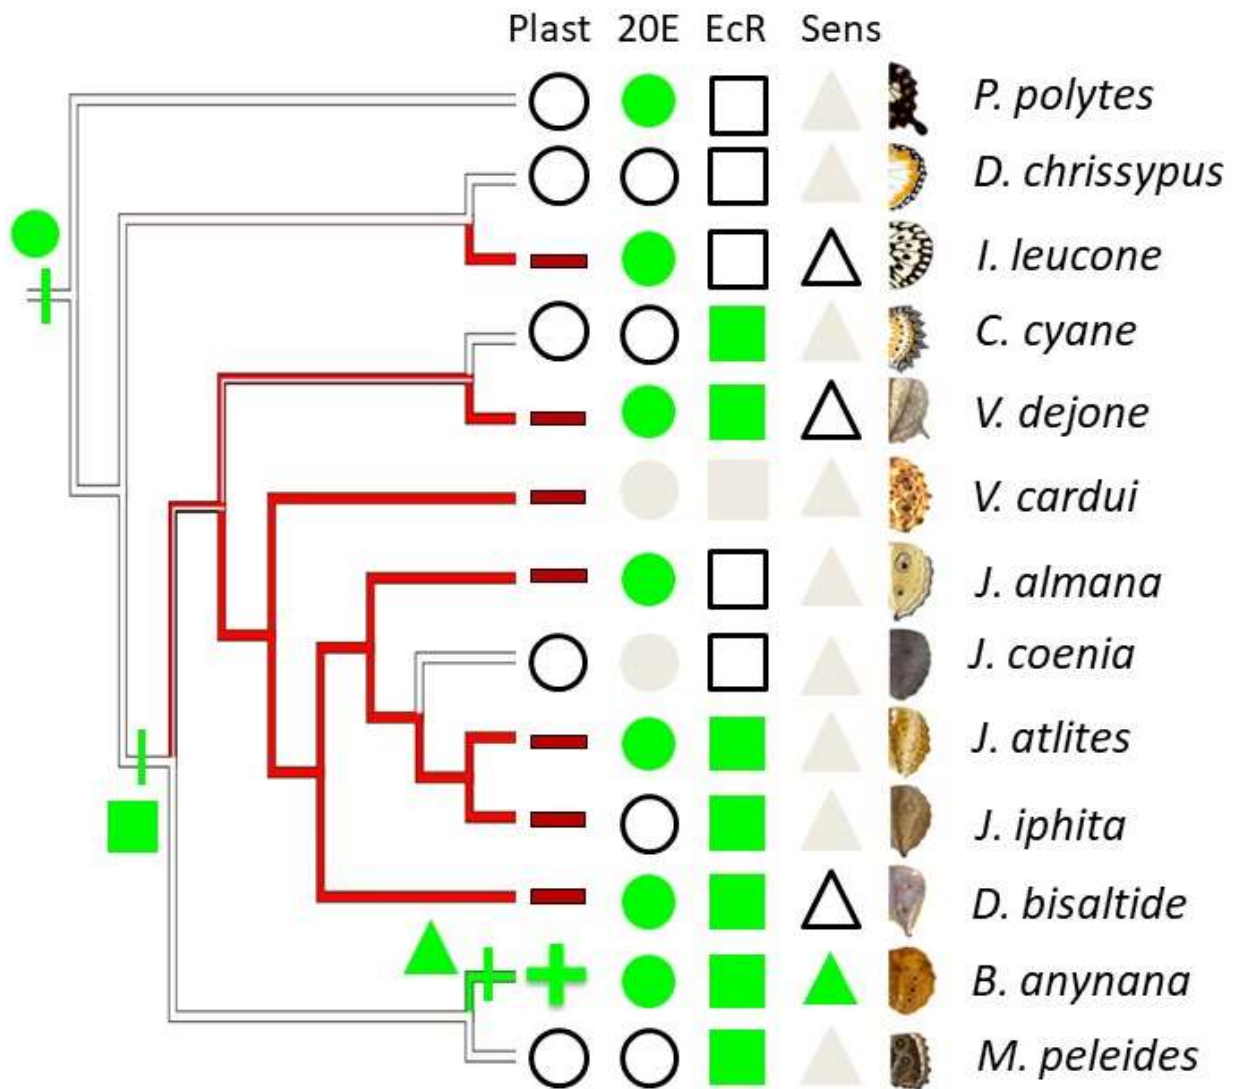 Plast 20E EcR Sens
P. polytes
D. chrissypus
I. leucone
C. cyane
V. dejone
V. cardui
J. almana
J. coenia
J. atlites
J. iphita
D. bisaltide
B. anynana
M. peleides